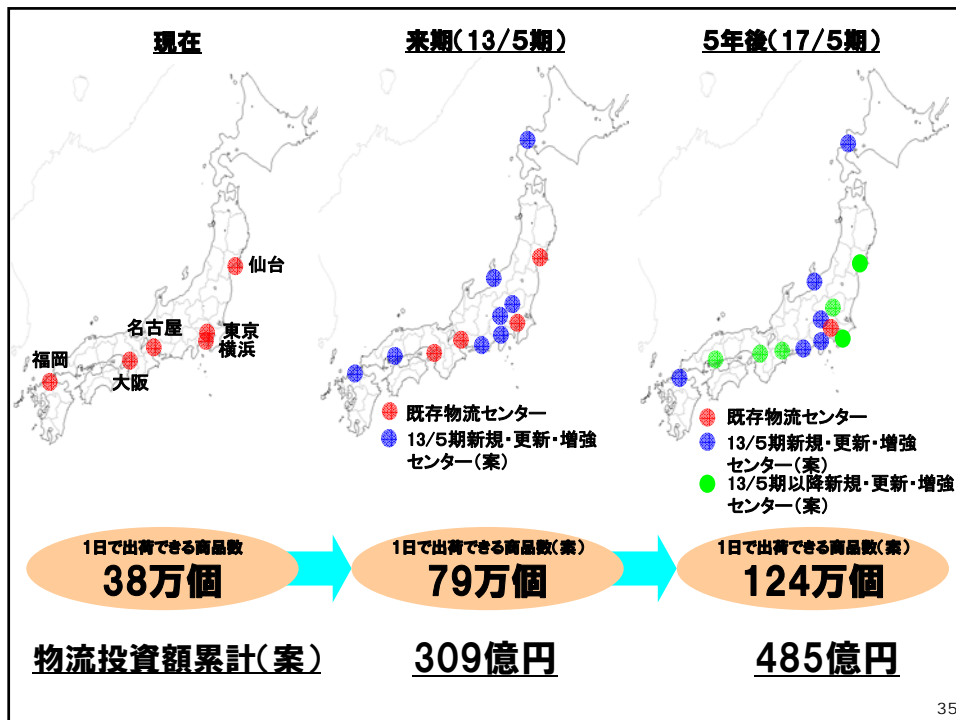 現在
来期(13/5期)
5年後(17/5期)
仙台
東京
横浜
名古屋
大阪
福岡
既存物流センター
13/5期新規・更新・増強
センター(案)
既存物流センター
13/5期新規・更新・増強
センター(案)
13/5期以降新規・更新・増強
センター(案)
1日で出荷できる商品数
38万個
1日で出荷できる商品数(案)
79万個
1日で出荷できる商品数(案)
124万個
物流投資額累計(案)
309億円
485億円
35